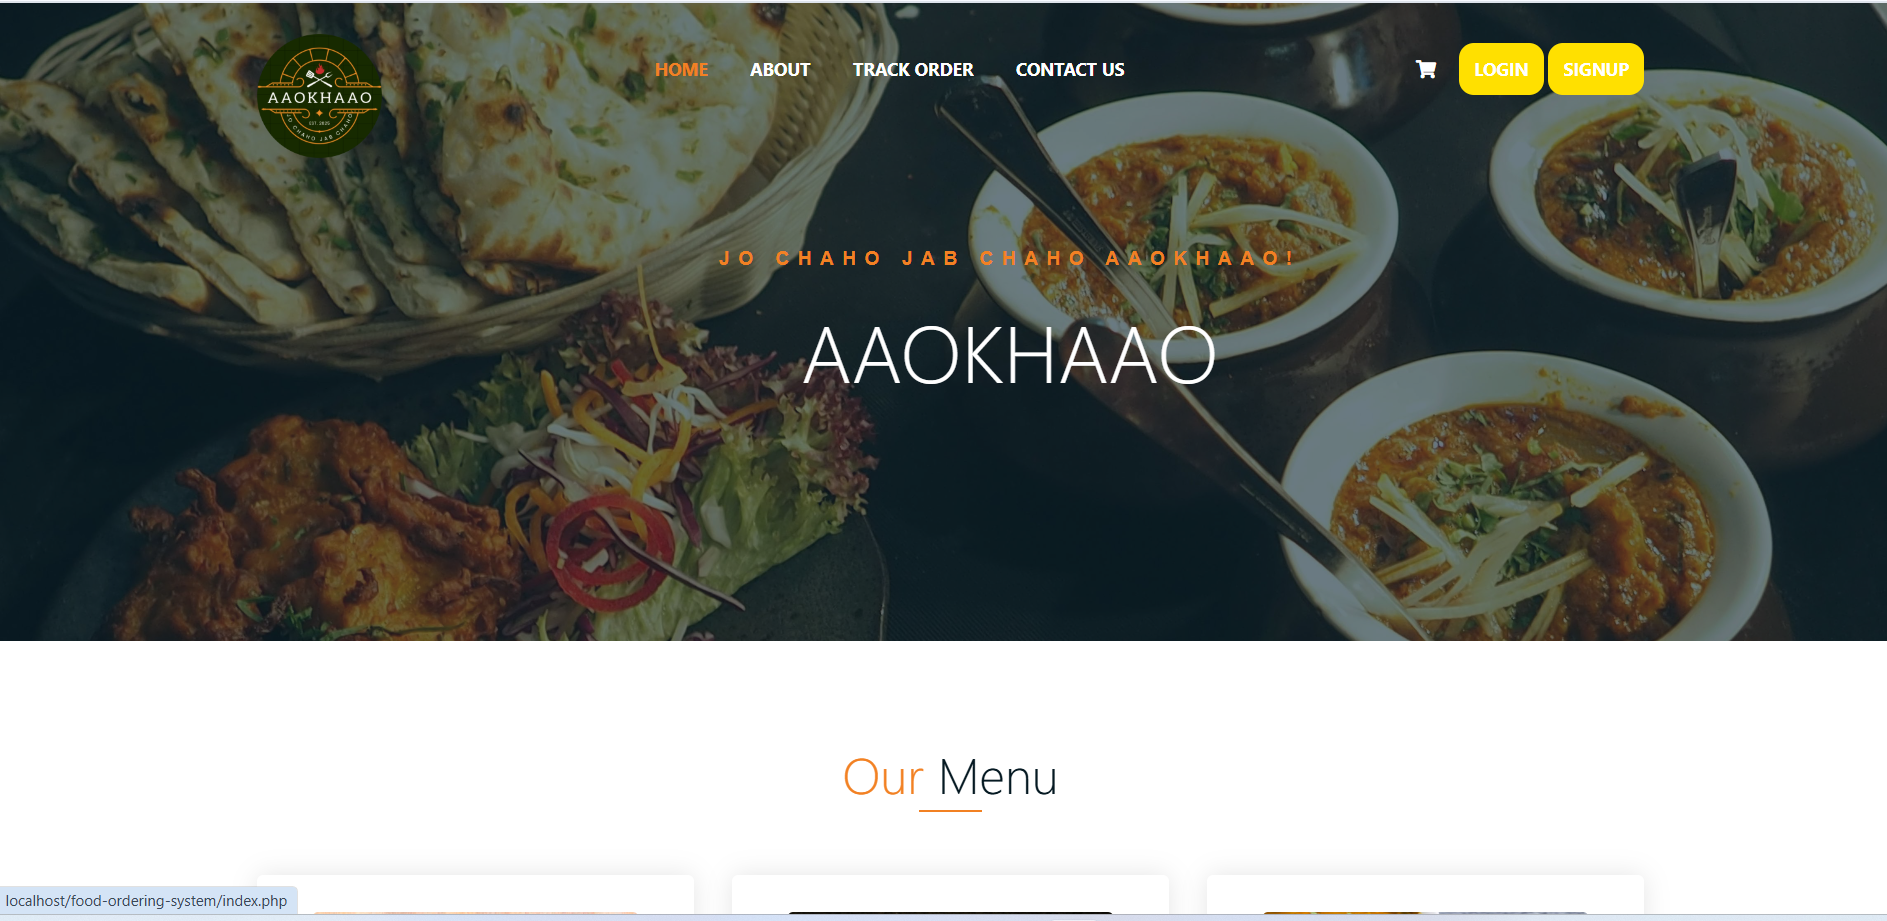 AAOKHAAO
EST. 2025
JO CHAHO JAB CHAHO
HOME ABOUT TRACK ORDER CONTACT US LOGIN SIGNUP
JO CHAHO JAB CHAHO AAOKHAAO!
AAOKHAAO
Our Menu
localhost/food-ordering-system/index.php